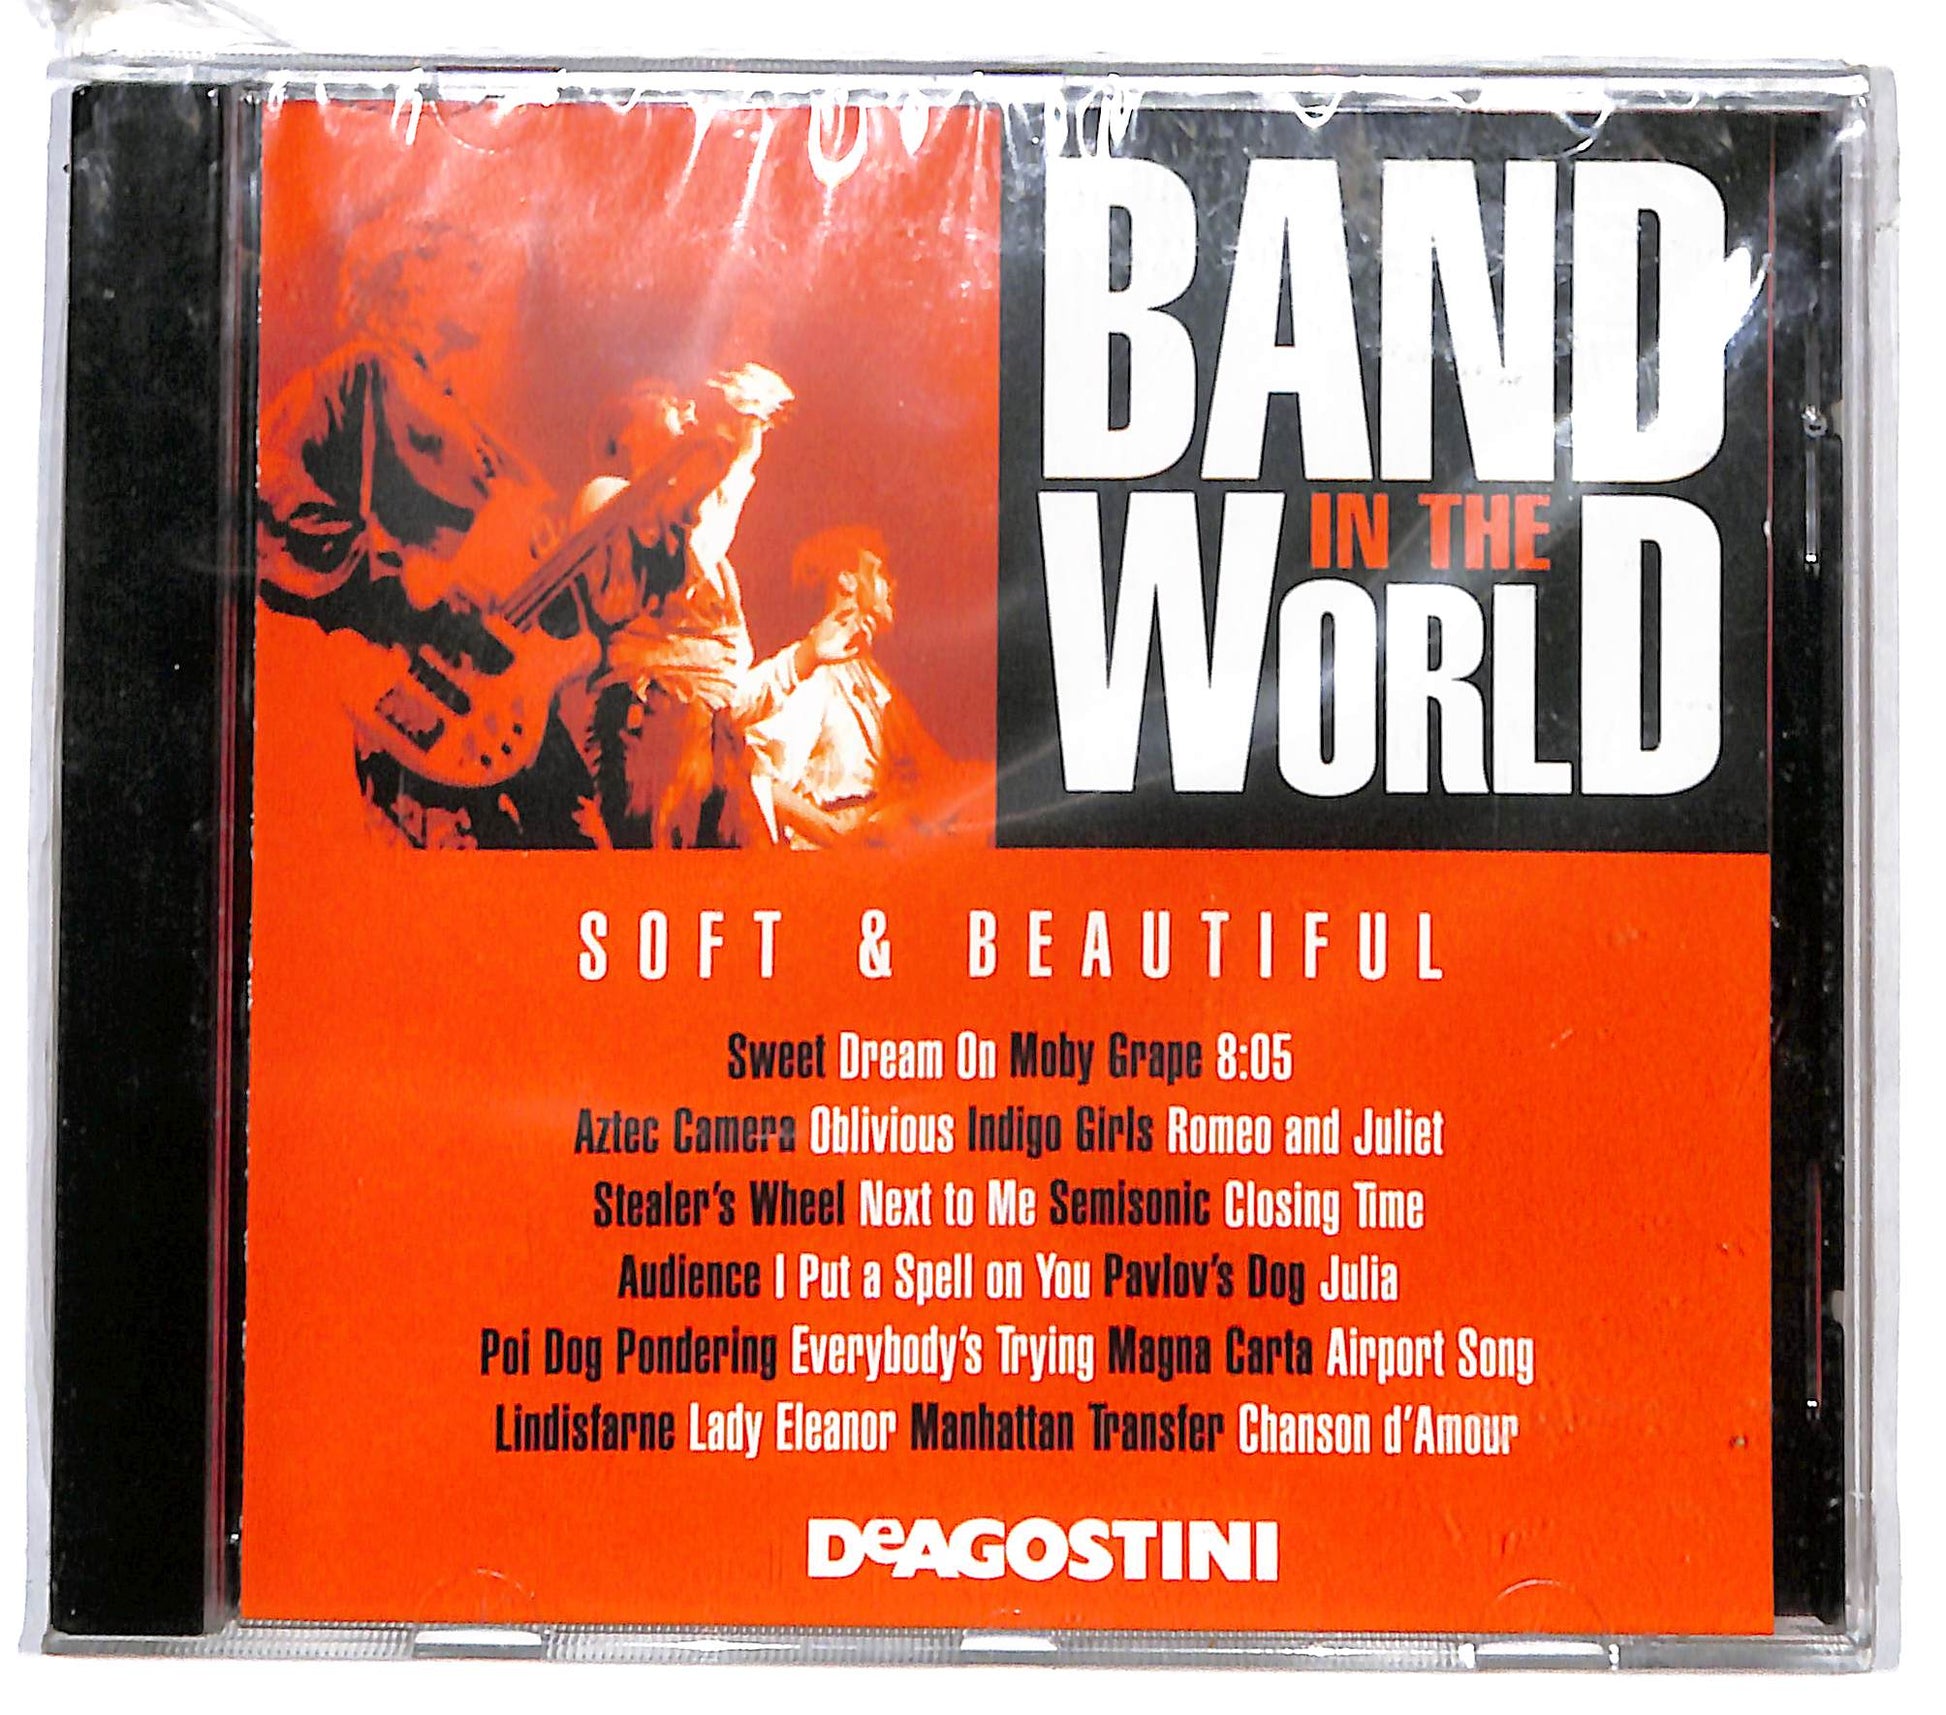 BAND
IN THE
WORLD
SOFT & BEAUTIFUL
Sweet Dream On Moby Grape 8:05
Aztec Camera Oblivious Indigo Girls Romeo and Juliet
Stealer's Wheel Next to Me Semisonic Closing Time
Audience I Put a Spell on You Pavlov's Dog Julia
Poi Dog Pondering Everybody's Trying Magna Carta Airport Song
Lindisfarne Lady Eleanor Manhattan Transfer Chanson d'Amour
DeAGOSTINI